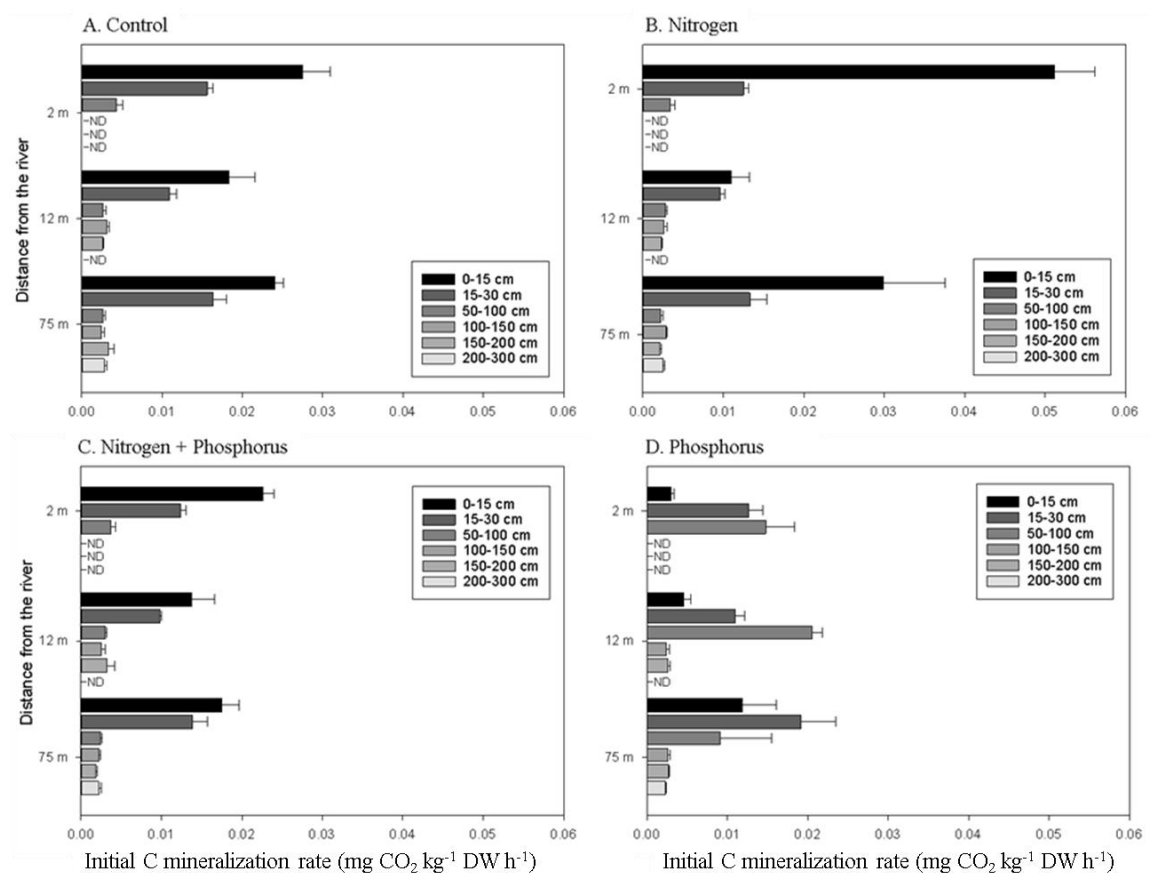 A. Control
Distance from the river
2 m
ND
ND
ND
12 m
ND
75 m
0-15 cm
15-30 cm
50-100 cm
100-150 cm
150-200 cm
200-300 cm
0.00 0.01 0.02 0.03 0.04 0.05 0.06
B. Nitrogen
2 m
ND
ND
ND
12 m
ND
75 m
0-15 cm
15-30 cm
50-100 cm
100-150 cm
150-200 cm
200-300 cm
0.00 0.01 0.02 0.03 0.04 0.05 0.06
C. Nitrogen + Phosphorus
Distance from the river
2 m
ND
ND
ND
12 m
ND
75 m
0-15 cm
15-30 cm
50-100 cm
100-150 cm
150-200 cm
200-300 cm
0.00 0.01 0.02 0.03 0.04 0.05 0.06
Initial C mineralization rate (mg CO₂ kg⁻¹ DW h⁻¹)
D. Phosphorus
2 m
ND
ND
ND
12 m
ND
75 m
0-15 cm
15-30 cm
50-100 cm
100-150 cm
150-200 cm
200-300 cm
0.00 0.01 0.02 0.03 0.04 0.05 0.06
Initial C mineralization rate (mg CO₂ kg⁻¹ DW h⁻¹)